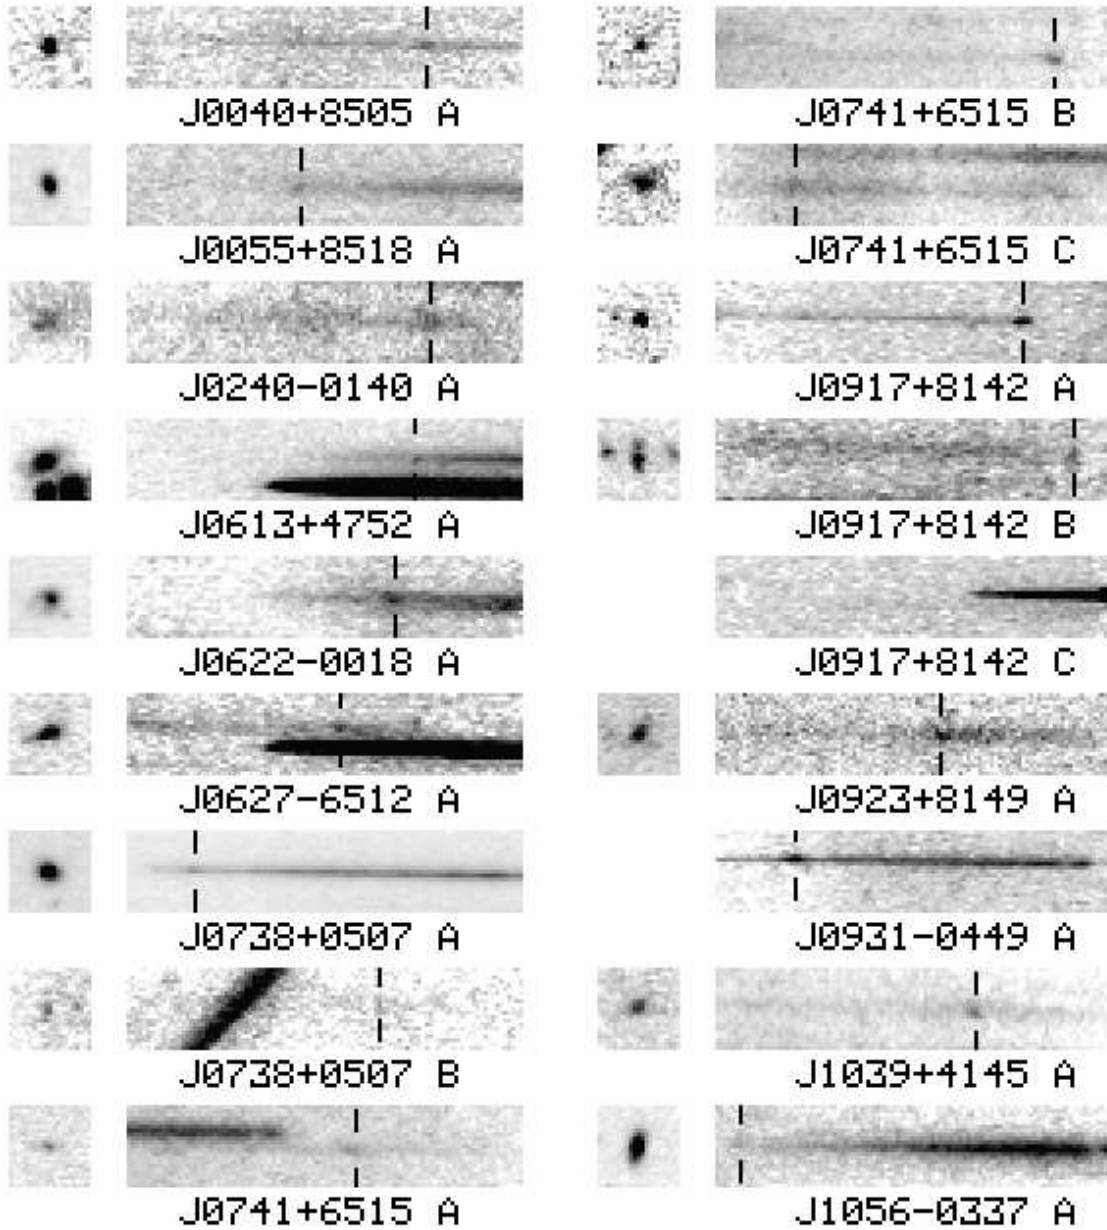 J0040+8505 A
J0741+6515 B
J0055+8518 A
J0741+6515 C
J0240-0140 A
J0917+8142 A
J0613+4752 A
J0917+8142 B
J0622-0018 A
J0917+8142 C
J0627-6512 A
J0923+8149 A
J0738+0507 A
J0931-0449 A
J0738+0507 B
J1039+4145 A
J0741+6515 A
J1056-0337 A